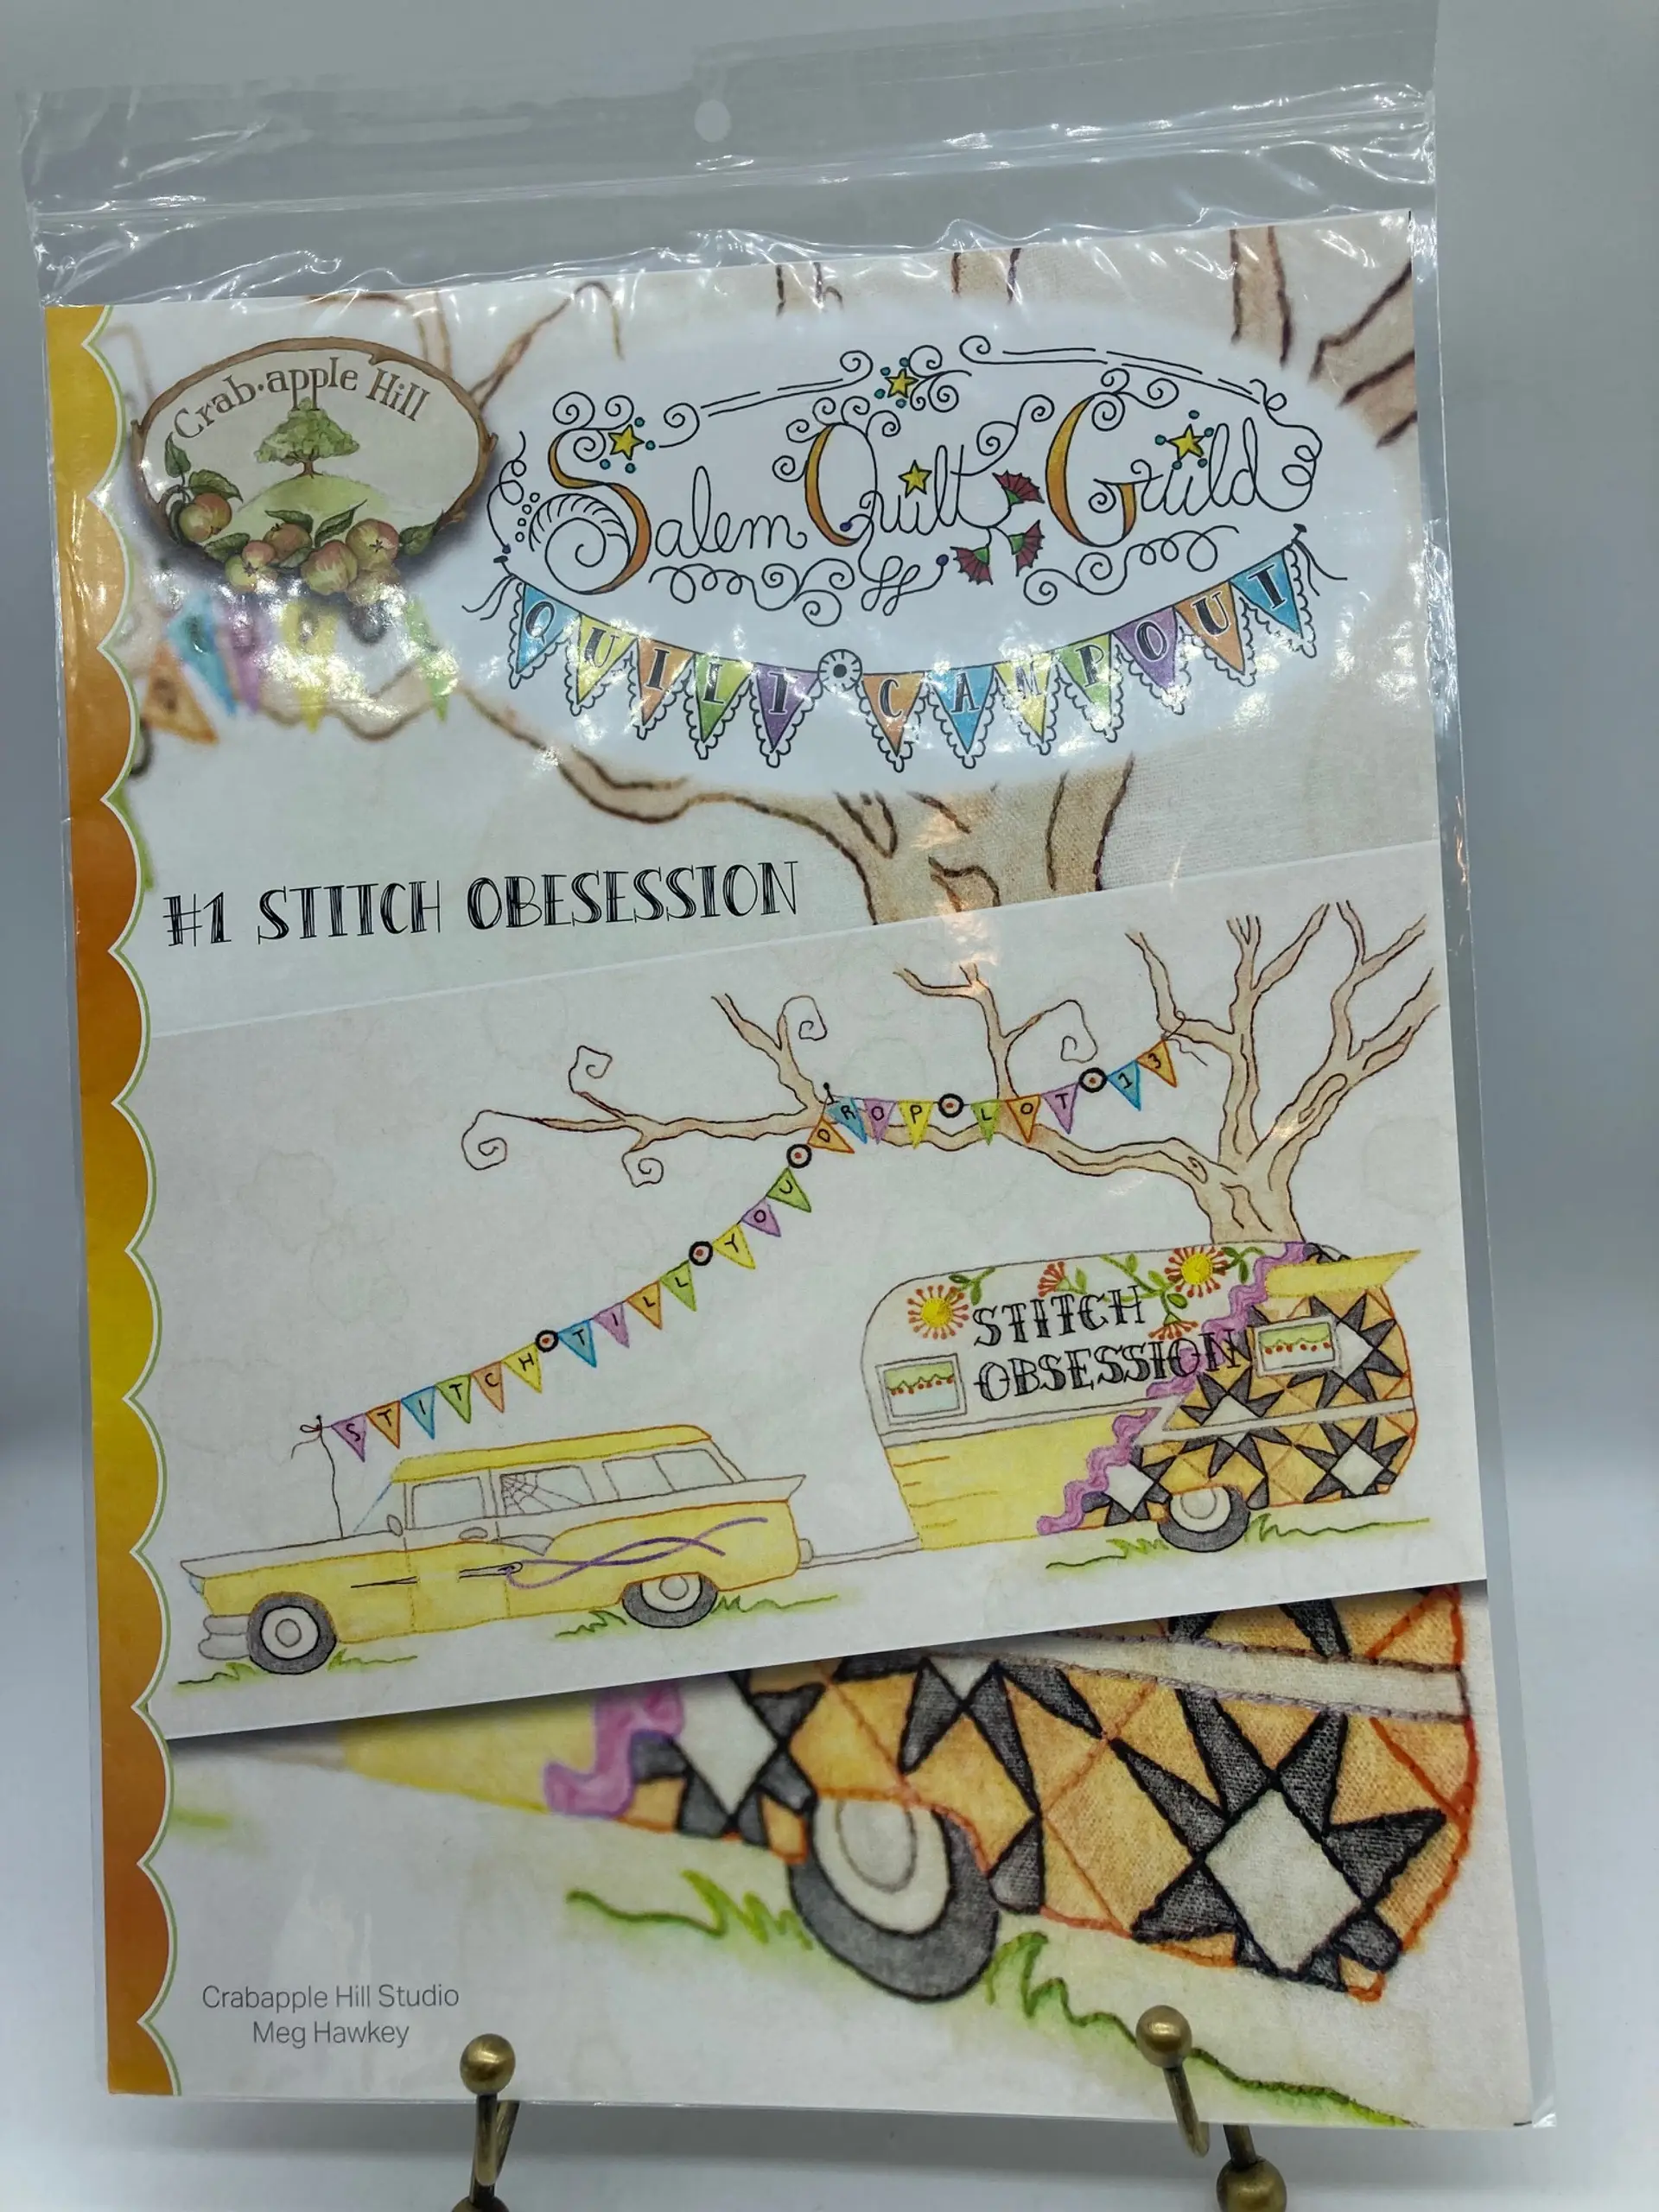 Crab·apple Hill
Salem Quilt Guild
QUILT CAMPOUT
#1 STITCH OBESESSION
STITCH TILL YOU DROP LOT 13
STITCH
OBSESSION
Crabapple Hill Studio
Meg Hawkey